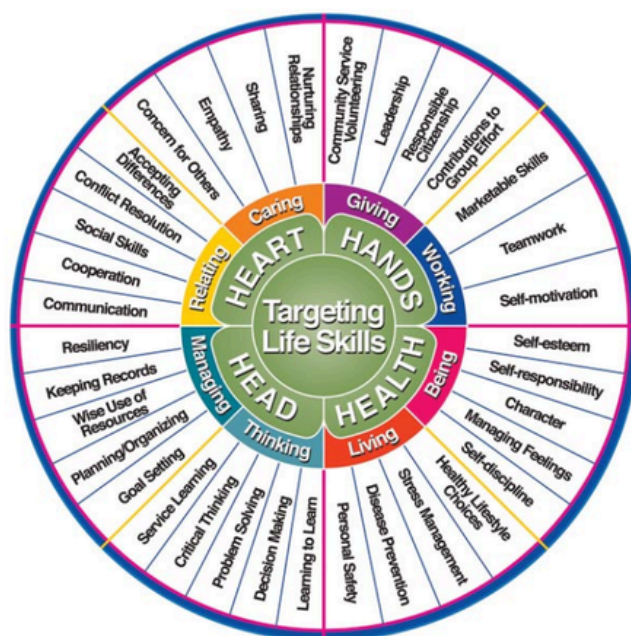 Targeting
Life Skills
HEART
HANDS
HEALTH
HEAD
Caring
Giving
Working
Being
Living
Thinking
Managing
Relating
Nurturing
Relationships
Sharing
Empathy
Concern for Others
Community Service
Volunteering
Leadership
Responsible
Citizenship
Contributions to
Group Effort
Marketable Skills
Teamwork
Self-motivation
Self-esteem
Self-responsibility
Character
Managing Feelings
Self-discipline
Healthy Lifestyle
Choices
Stress Management
Disease Prevention
Personal Safety
Learning to Learn
Decision Making
Problem Solving
Critical Thinking
Service Learning
Goal Setting
Planning/Organizing
Wise Use of
Resources
Keeping Records
Resiliency
Communication
Cooperation
Social Skills
Conflict Resolution
Accepting
Differences